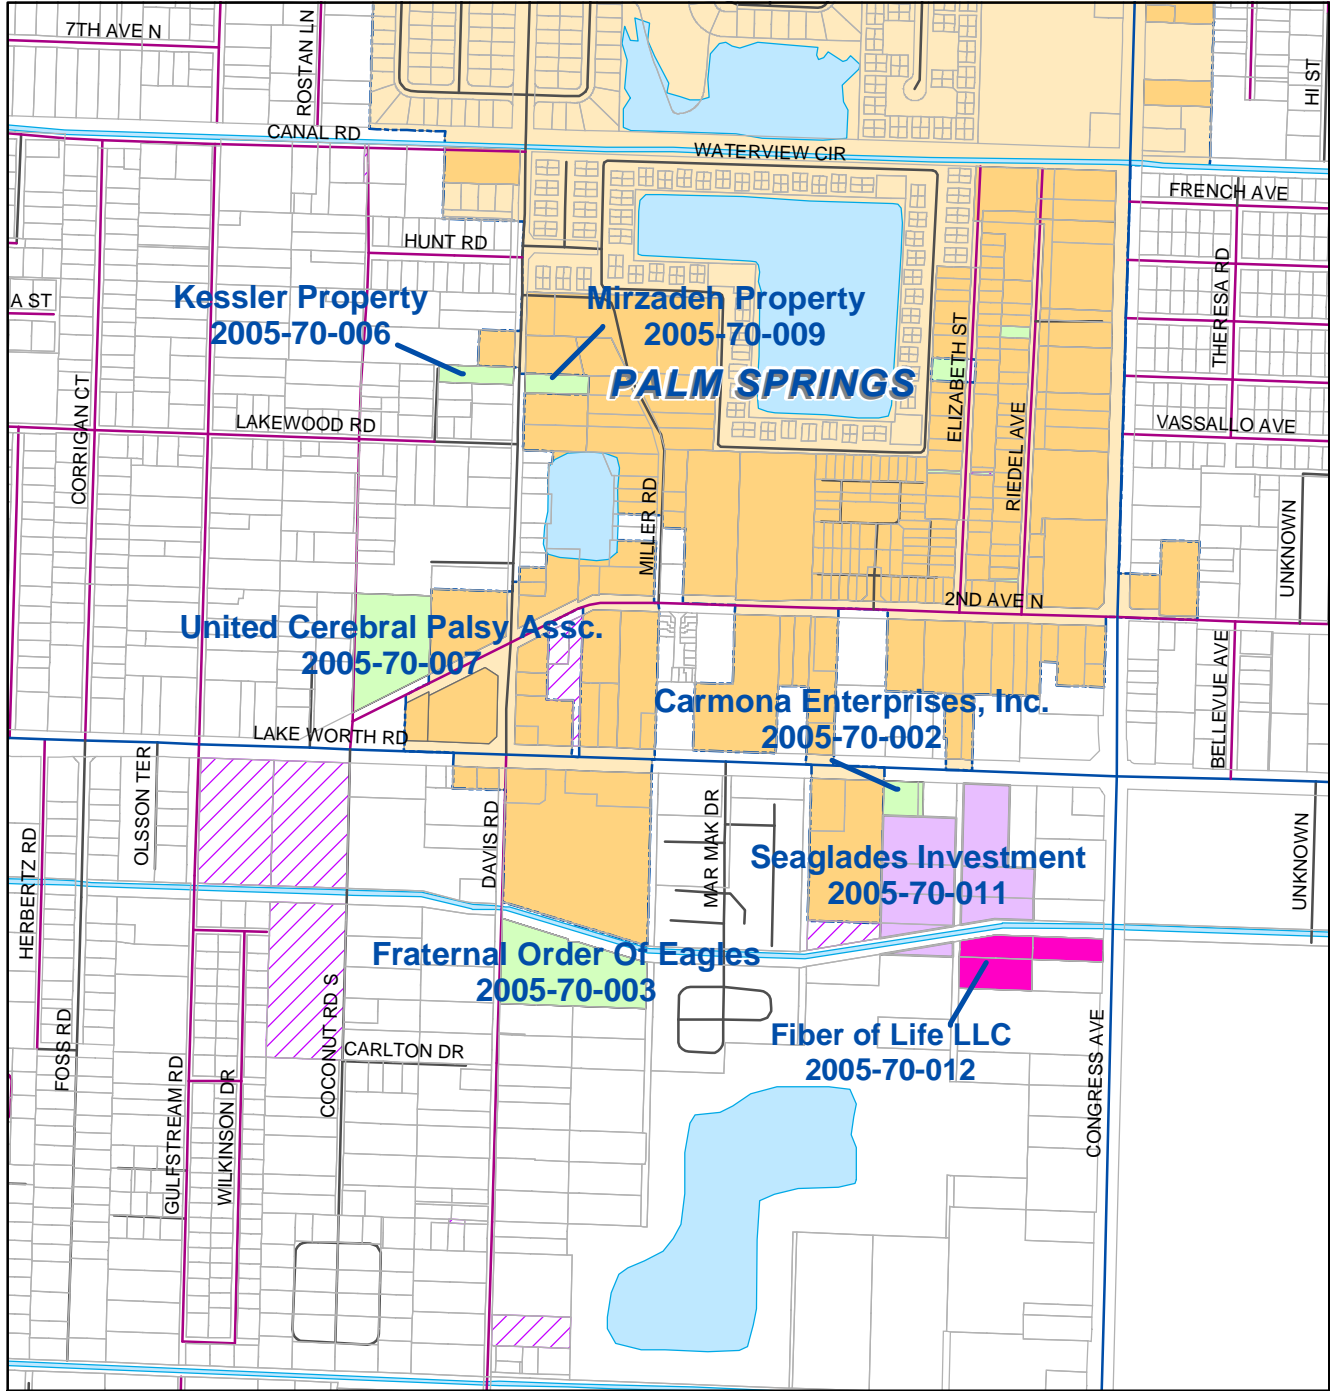 7TH AVE N
ROSTAN LN
HI ST
CANAL RD
WATERVIEW CIR
FRENCH AVE
HUNT RD
THERESA RD
A ST
Kessler Property
2005-70-006
Mirzadeh Property
2005-70-009
ELIZABETH ST
PALM SPRINGS
CORRIGAN CT
LAKEWOOD RD
RIEDEL AVE
VASSALLO AVE
MILLER RD
UNKNOWN
2ND AVE N
United Cerebral Palsy Assc.
2005-70-007
BELLEVUE AVE
Carmona Enterprises, Inc.
2005-70-002
LAKE WORTH RD
OLSSON TER
HERBERTZ RD
DAVIS RD
MAR MAK DR
Seaglades Investment
2005-70-011
UNKNOWN
Fraternal Order Of Eagles
2005-70-003
FOSS RD
COCONUT RD S
CARLTON DR
Fiber of Life LLC
2005-70-012
CONGRESS AVE
GULFSTREAM RD
WILKINSON DR